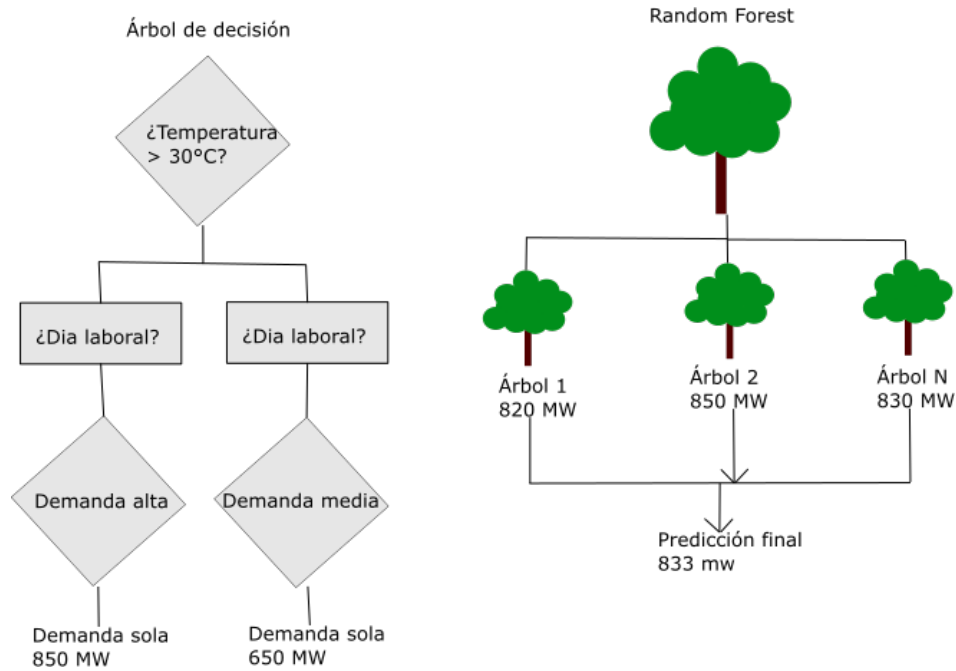 Árbol de decisión
¿Temperatura
> 30°C?
¿Dia laboral?
¿Dia laboral?
Demanda alta
Demanda media
Demanda sola
850 MW
Demanda sola
650 MW
Random Forest
Árbol 1
820 MW
Árbol 2
850 MW
Árbol N
830 MW
Predicción final
833 mw